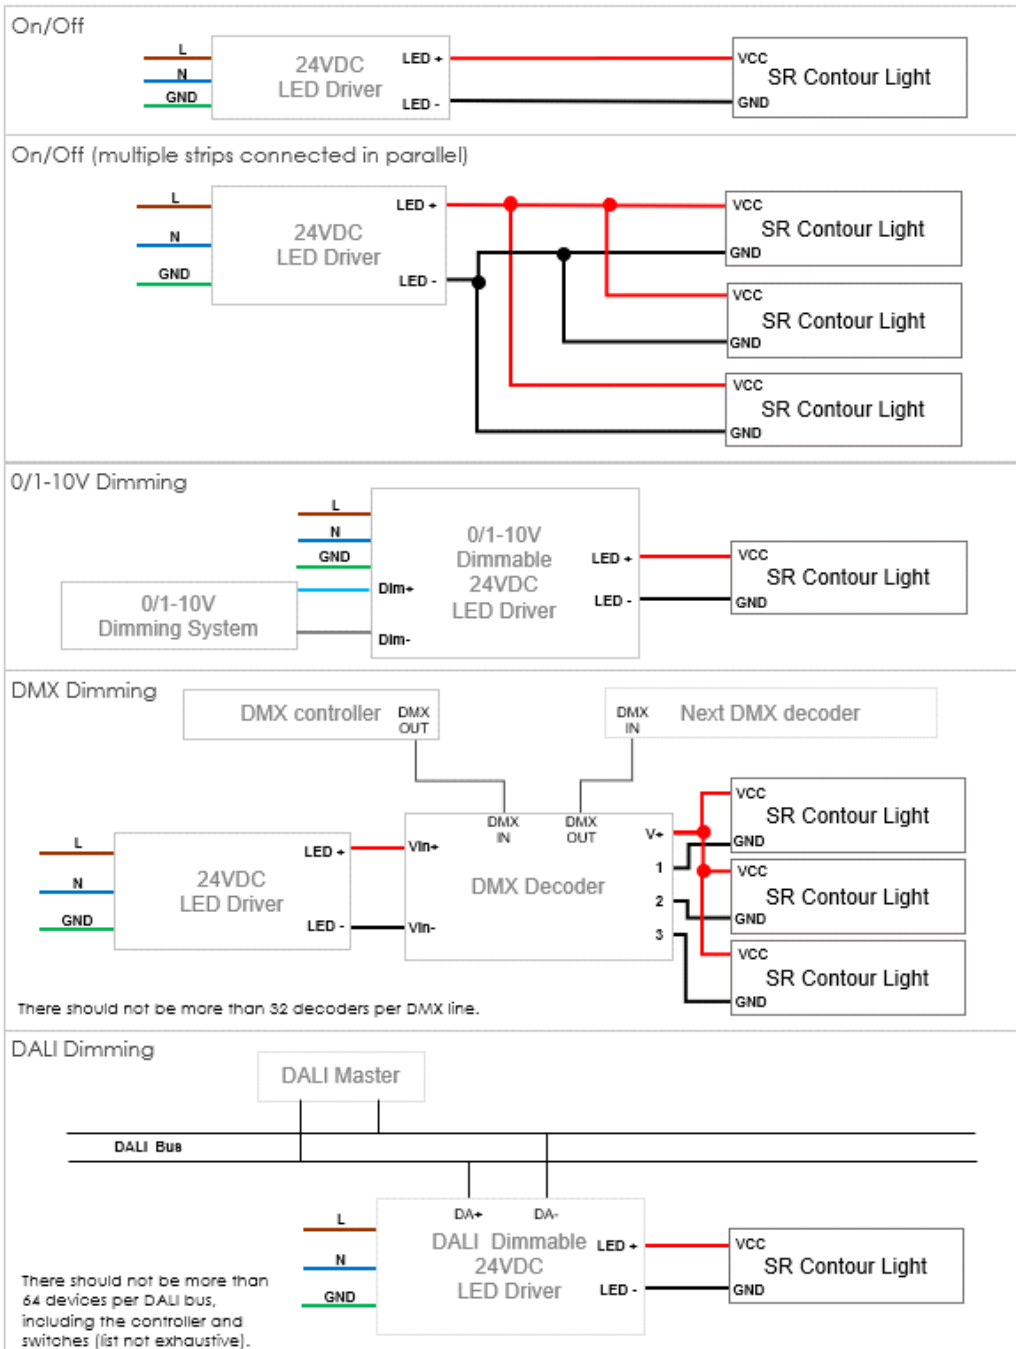 On/Off
L
N
GND
24VDC
LED Driver
LED +
LED -
VCC
SR Contour Light
GND
On/Off (multiple strips connected in parallel)
L
N
GND
24VDC
LED Driver
LED +
LED -
VCC
SR Contour Light
GND
VCC
SR Contour Light
GND
VCC
SR Contour Light
GND
0/1-10V Dimming
L
N
GND
0/1-10V
Dimming System
Dim+
Dim-
0/1-10V
Dimmable
24VDC
LED Driver
LED +
LED -
VCC
SR Contour Light
GND
DMX Dimming
DMX controller
DMX
OUT
DMX
IN
Next DMX decoder
L
N
GND
24VDC
LED Driver
LED +
LED -
Vin+
Vin-
DMX
IN
DMX
OUT
DMX Decoder
V+
1
2
3
VCC
SR Contour Light
GND
VCC
SR Contour Light
GND
VCC
SR Contour Light
GND
There should not be more than 32 decoders per DMX line.
DALI Dimming
DALI Master
DALI Bus
L
N
GND
DA+
DA-
DALI Dimmable
24VDC
LED Driver
LED +
LED -
VCC
SR Contour Light
GND
There should not be more than
64 devices per DALI bus,
including the controller and
switches (list not exhaustive).